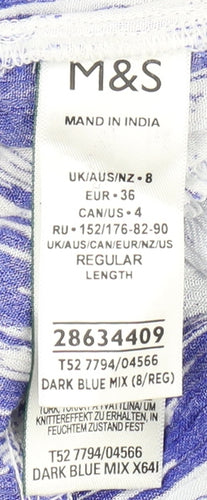 M&S
MAND IN INDIA
UK/AUS/NZ • 8
EUR • 36
CAN/US • 4
RU • 152/176-82-90
UK/AUS/CAN/EUR/NZ/US
REGULAR
LENGTH
28634409
T52 7794/04566
DARK BLUE MIX (8/REG)
KNITTEREFFEKT ZU ERHALTEN, IN
FEUCHTEM ZUSTAND FEST
T52 7794/04566
DARK BLUE MIX X64I